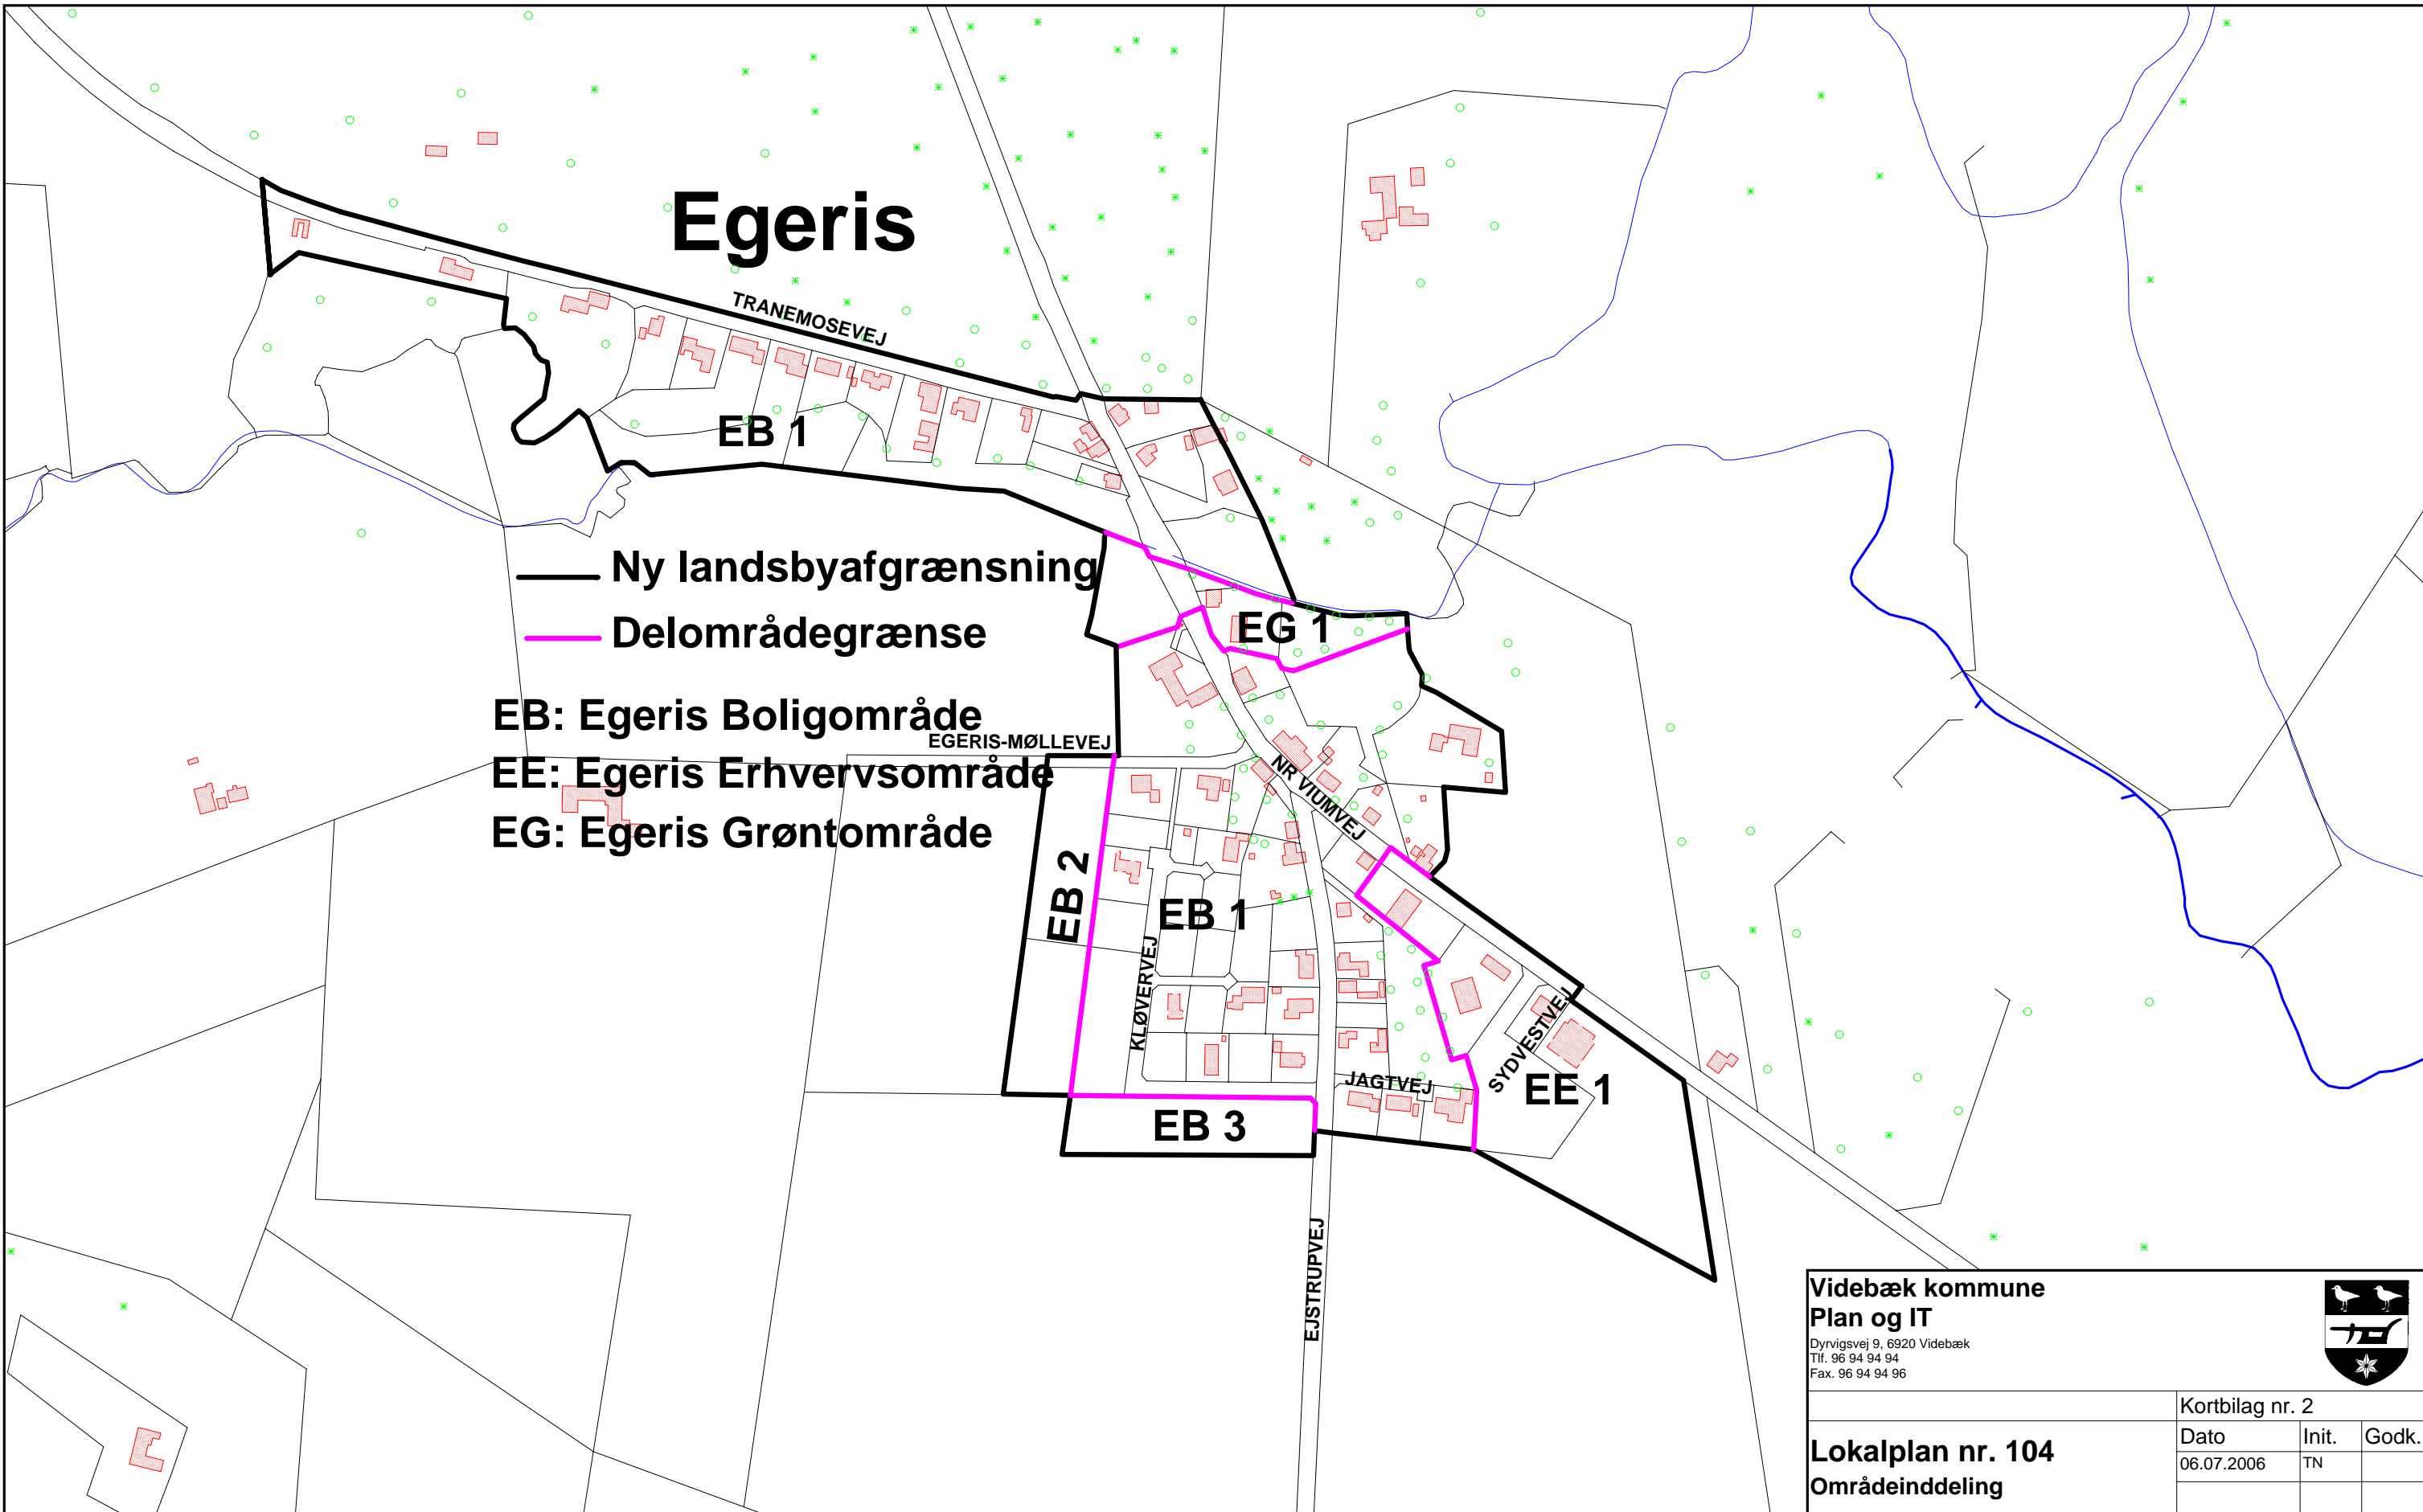 Egeris
TRANEMOSEVEJ
EB 1
Ny landsbyafgrænsning
Delområdegrænse
EG 1
EB: Egeris Boligområde
EGERIS-MØLLEVEJ
EE: Egeris Erhvervsområde
EG: Egeris Grøntområde
NR VIUMVEJ
EB 2
EB 1
KLØVERVEJ
SYDVESTVEJ
JAGTVEJ
EE 1
EB 3
EJSTRUPVEJ
Videbæk kommune
Plan og IT
Dyrvigsvej 9, 6920 Videbæk
Tlf. 96 94 94 94
Fax. 96 94 94 96
Kortbilag nr. 2
Dato Init. Godk.
06.07.2006 TN
Lokalplan nr. 104
Områdeinddeling